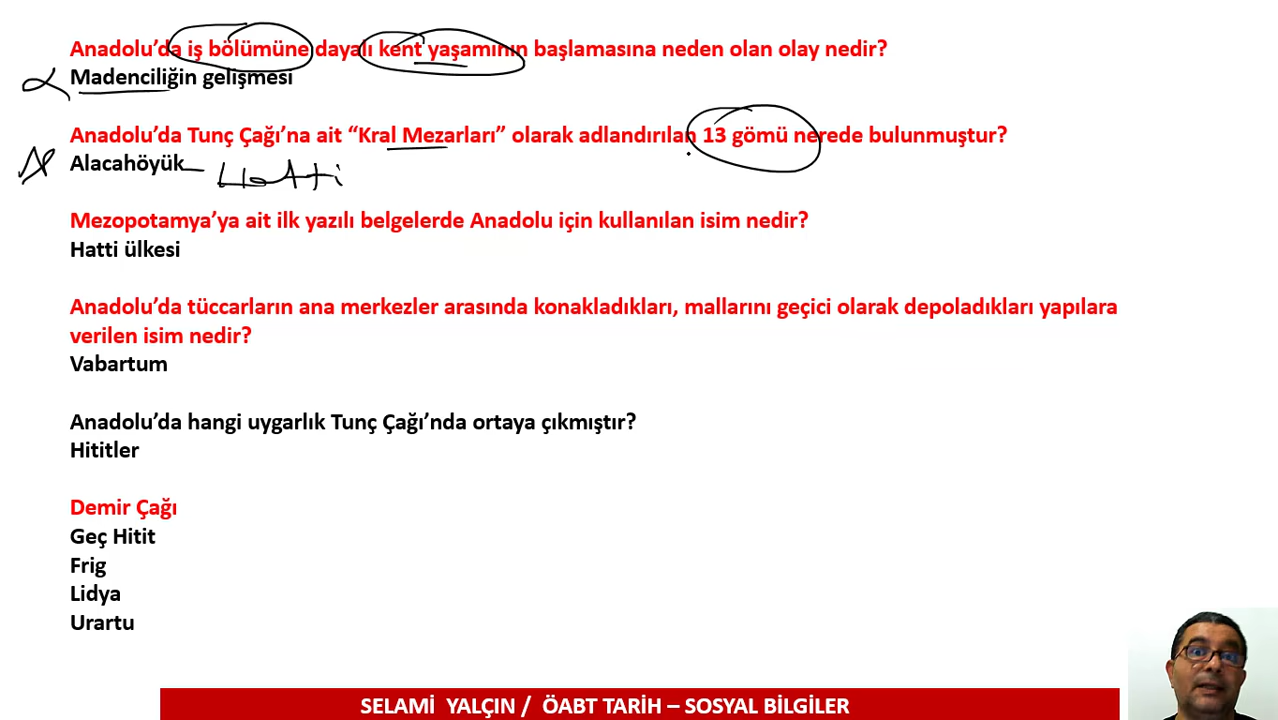 Anadolu'da iş bölümüne dayalı kent yaşamının başlamasına neden olan olay nedir?
Madenciliğin gelişmesi
Anadolu'da Tunç Çağı'na ait “Kral Mezarları” olarak adlandırılan 13 gömü nerede bulunmuştur?
Alacahöyük
Hatti
Mezopotamya'ya ait ilk yazılı belgelerde Anadolu için kullanılan isim nedir?
Hatti ülkesi
Anadolu'da tüccarların ana merkezler arasında konakladıkları, mallarını geçici olarak depoladıkları yapılara
verilen isim nedir?
Vabartum
Anadolu'da hangi uygarlık Tunç Çağı'nda ortaya çıkmıştır?
Hititler
Demir Çağı
Geç Hitit
Frig
Lidya
Urartu
SELAMİ YALÇIN / ÖABT TARİH – SOSYAL BİLGİLER